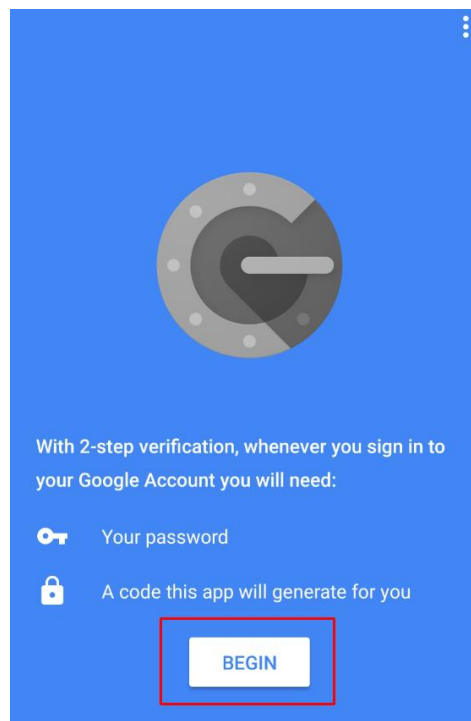 With 2-step verification, whenever you sign in to
your Google Account you will need:
Your password
A code this app will generate for you
BEGIN